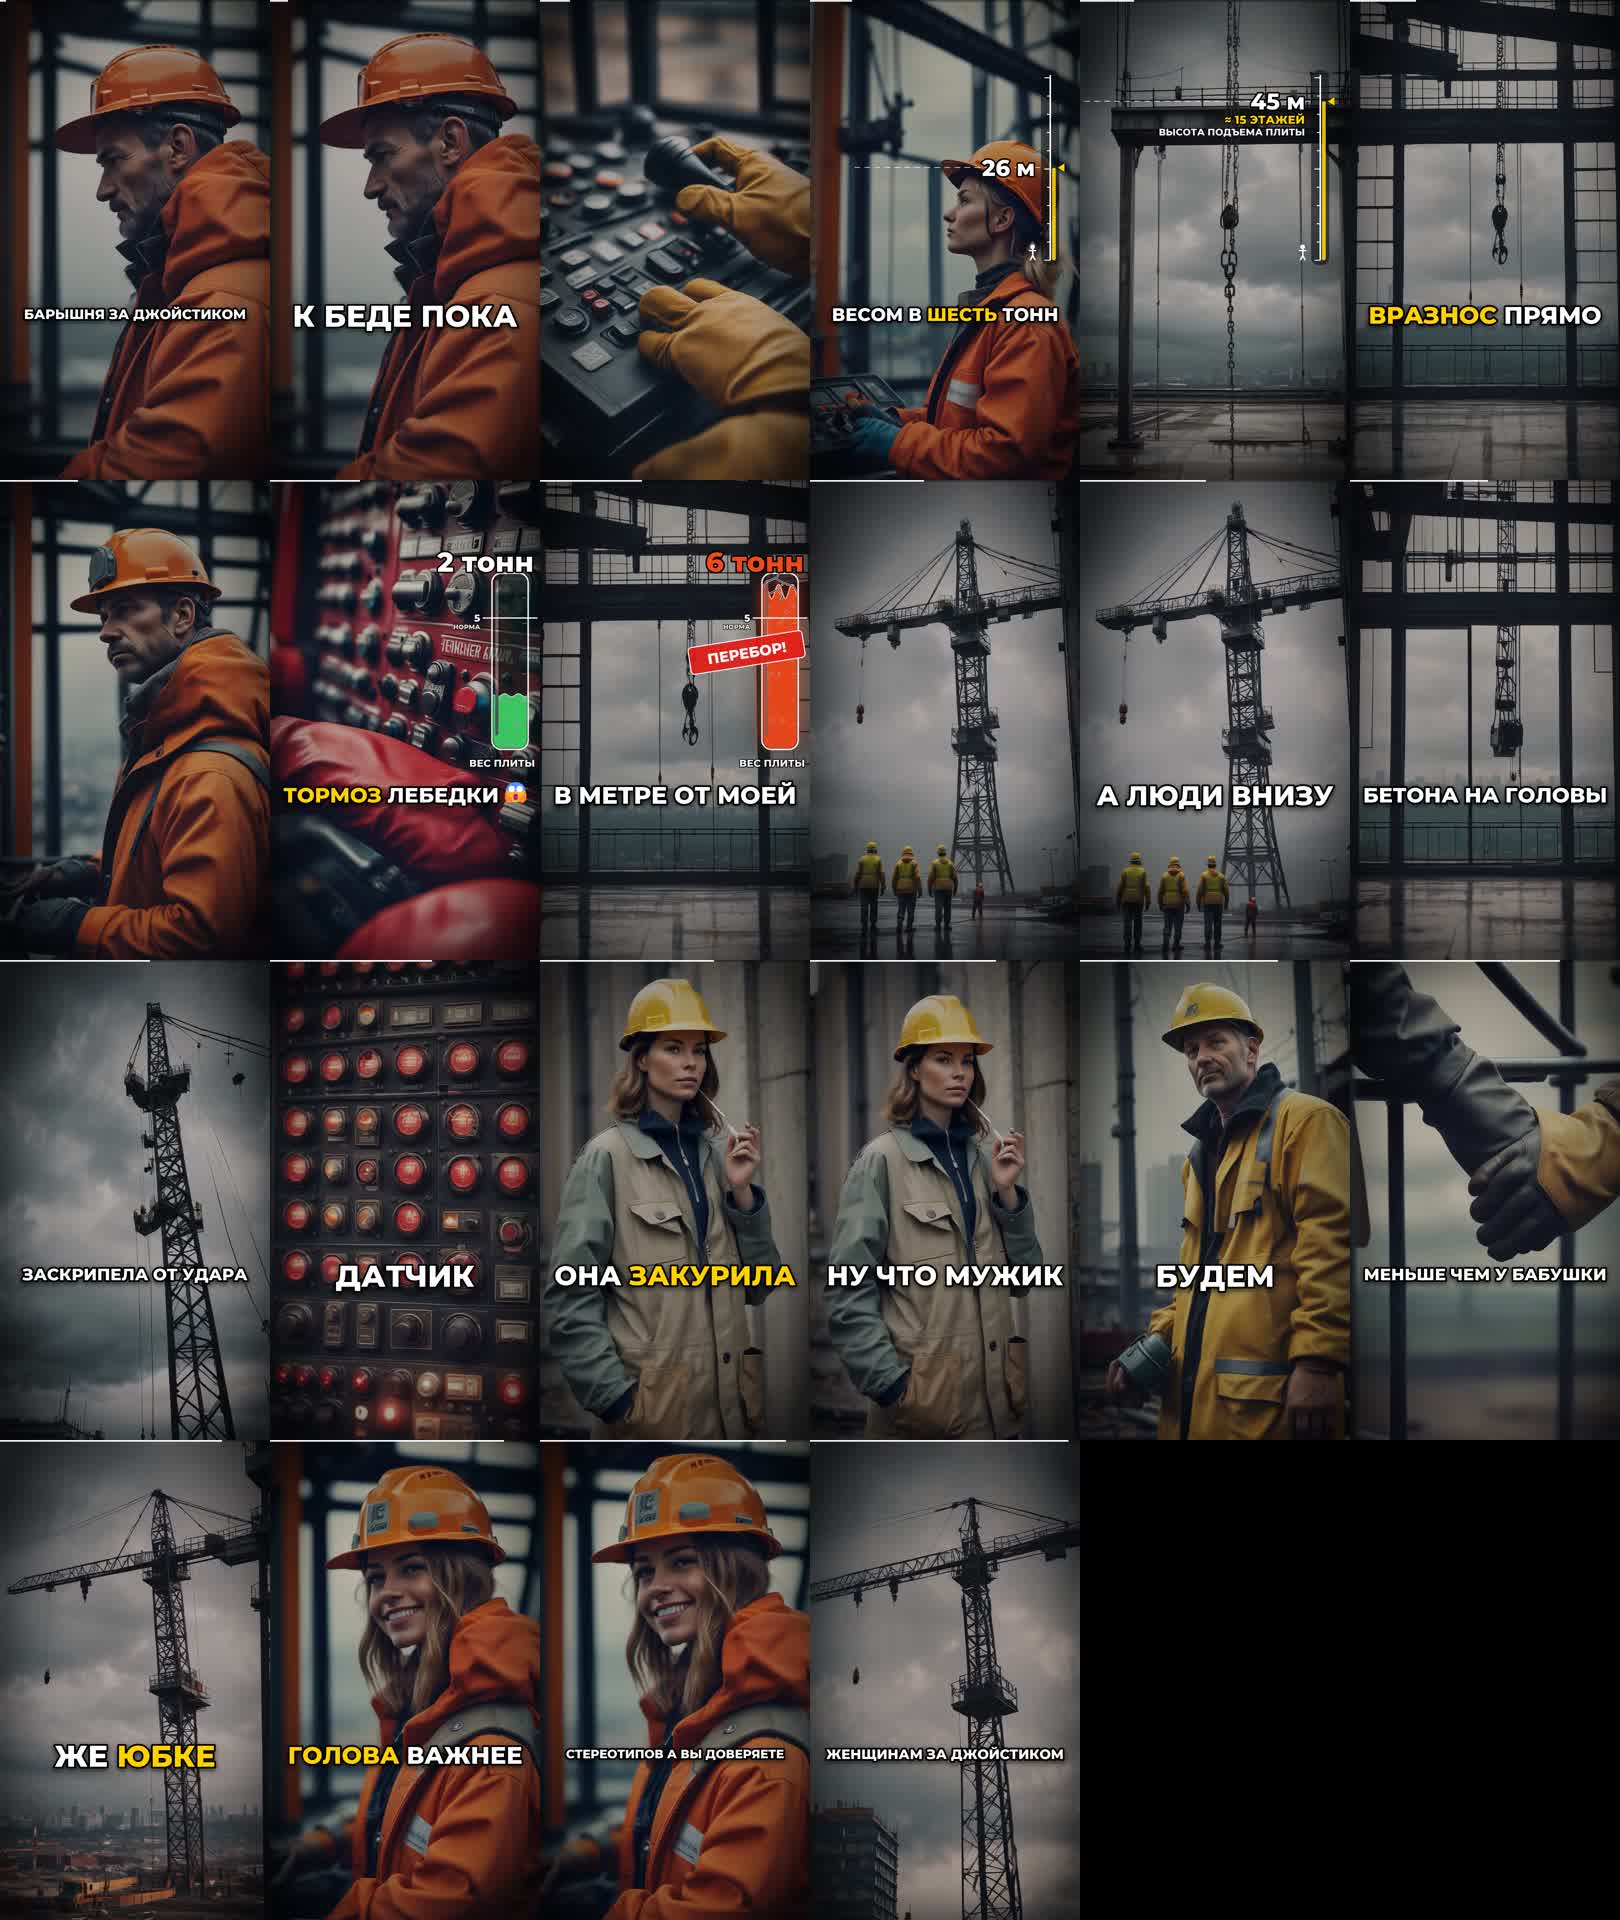 БАРЫШНЯ ЗА ДЖОЙСТИКОМ
К БЕДЕ ПОКА
26 м
ВЕСОМ В ШЕСТЬ ТОНН
45 м
≈ 15 ЭТАЖЕЙ
ВЫСОТА ПОДЪЕМА ПЛИТЫ
ВРАЗНОС ПРЯМО
2 тонн
5
НОРМА
ВЕС ПЛИТЫ
ТОРМОЗ ЛЕБЕДКИ
6 тонн
5
НОРМА
ПЕРЕБОР!
ВЕС ПЛИТЫ
В МЕТРЕ ОТ МОЕЙ
А ЛЮДИ ВНИЗУ
БЕТОНА НА ГОЛОВЫ
ЗАСКРИПЕЛА ОТ УДАРА
ДАТЧИК
ОНА ЗАКУРИЛА
НУ ЧТО МУЖИК
БУДЕМ
МЕНЬШЕ ЧЕМ У БАБУШКИ
ЖЕ ЮБКЕ
ГОЛОВА ВАЖНЕЕ
СТЕРЕОТИПОВ А ВЫ ДОВЕРЯЕТЕ
ЖЕНЩИНАМ ЗА ДЖОЙСТИКОМ